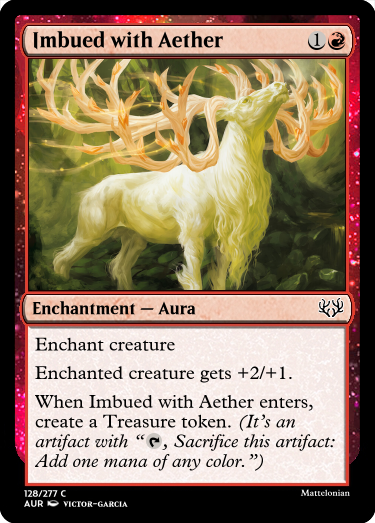 Imbued with Aether 1
Enchantment — Aura
Enchant creature
Enchanted creature gets +2/+1.
When Imbued with Aether enters,
create a Treasure token. (It's an
artifact with “, Sacrifice this artifact:
Add one mana of any color.”)
128/277 C Mattelonian
AUR VICTOR-GARCIA